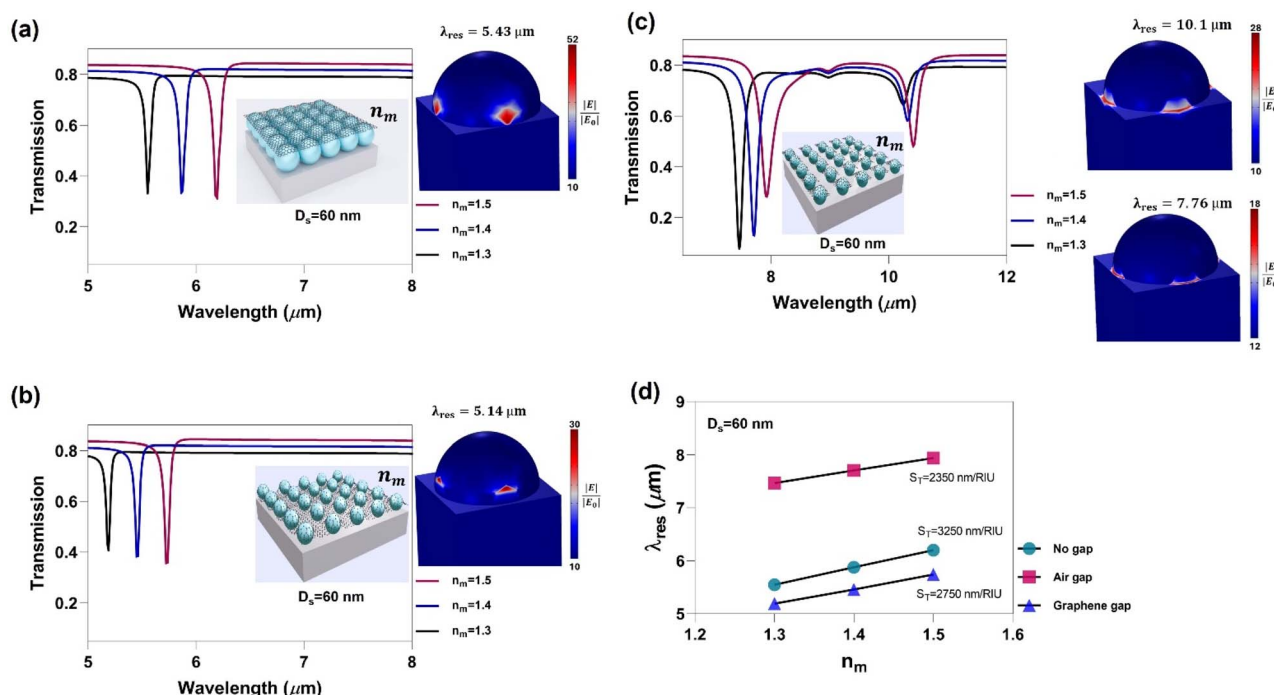 (a)
λres = 5.43 μm
52
|E|
|E0|
10
0.8
0.6
0.4
0.2
Transmission
nm
Ds=60 nm
nm=1.5
nm=1.4
nm=1.3
5
6
7
8
Wavelength (μm)
(b)
λres = 5.14 μm
30
|E|
|E0|
10
0.8
0.6
0.4
0.2
Transmission
nm
Ds=60 nm
nm=1.5
nm=1.4
nm=1.3
5
6
7
8
Wavelength (μm)
(c)
λres = 10.1 μm
28
|E|
10
0.8
0.6
0.4
0.2
Transmission
nm
Ds=60 nm
nm=1.5
nm=1.4
nm=1.3
8
10
12
Wavelength (μm)
λres = 7.76 μm
18
|E|
12
(d)
9
8
7
6
5
λres (μm)
Ds=60 nm
ST=2350 nm/RIU
ST=3250 nm/RIU
ST=2750 nm/RIU
No gap
Air gap
Graphene gap
1.2
1.3
1.4
1.5
1.6
nm